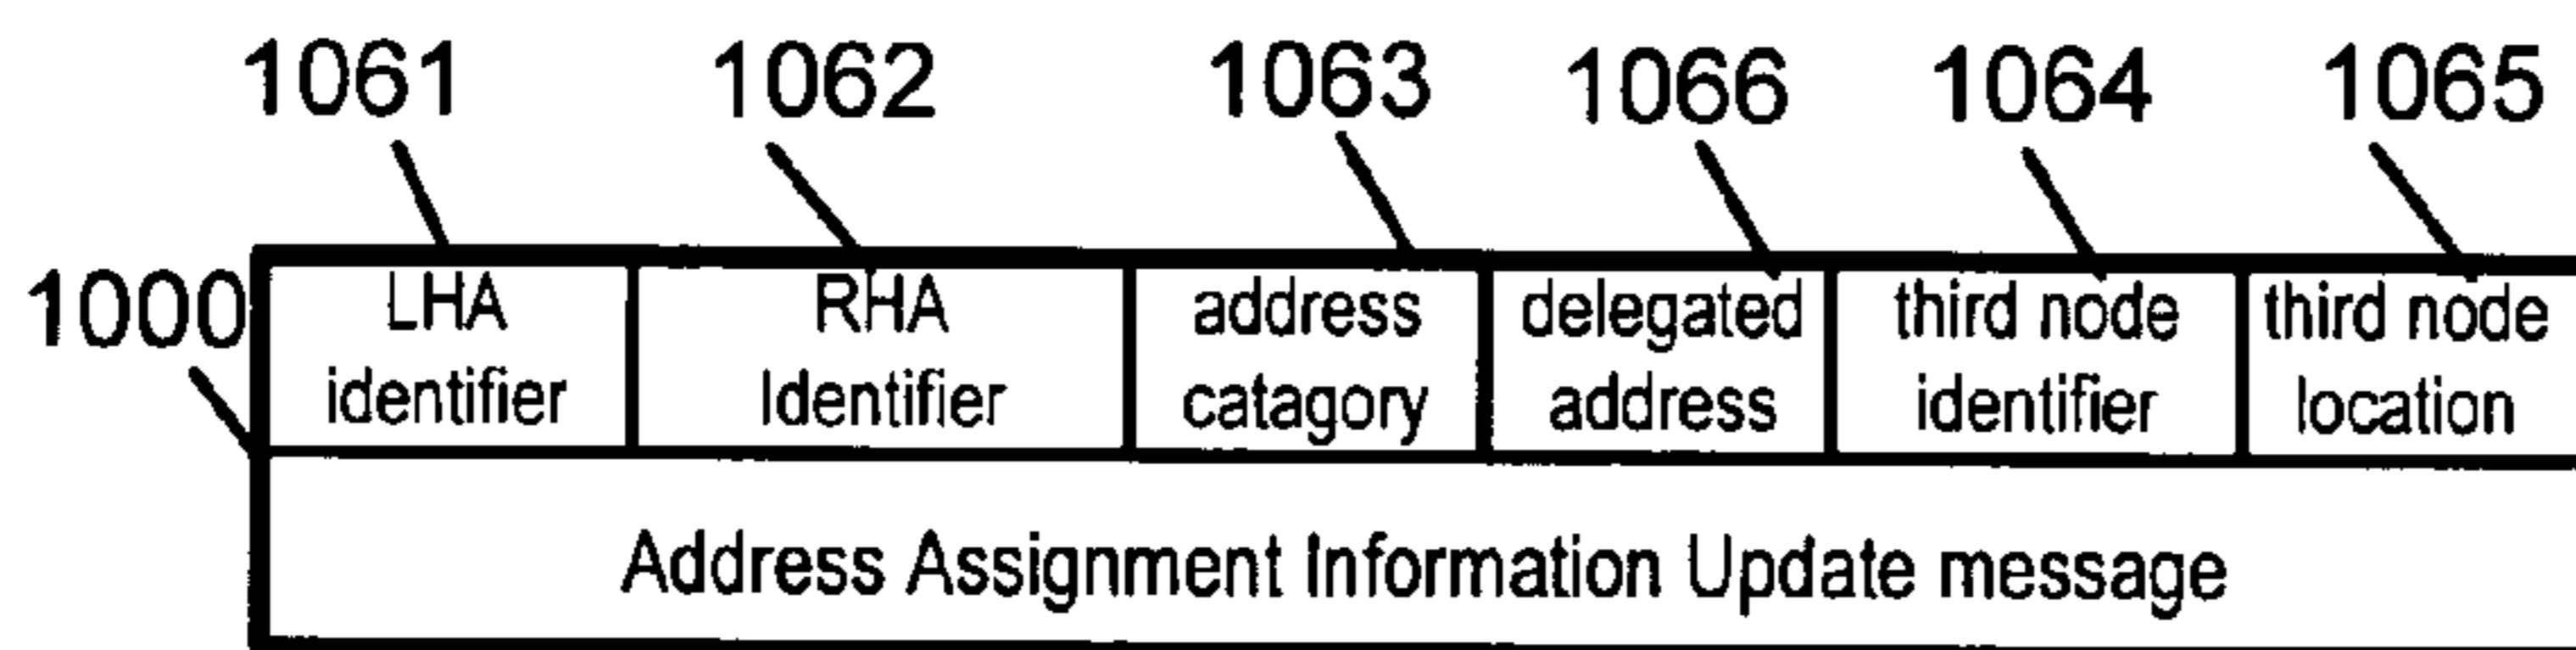 1061 1062 1063 1066 1064 1065
1000
LHA RHA address delegated third node third node
identifier Identifier catagory address identifier location
Address Assignment Information Update message